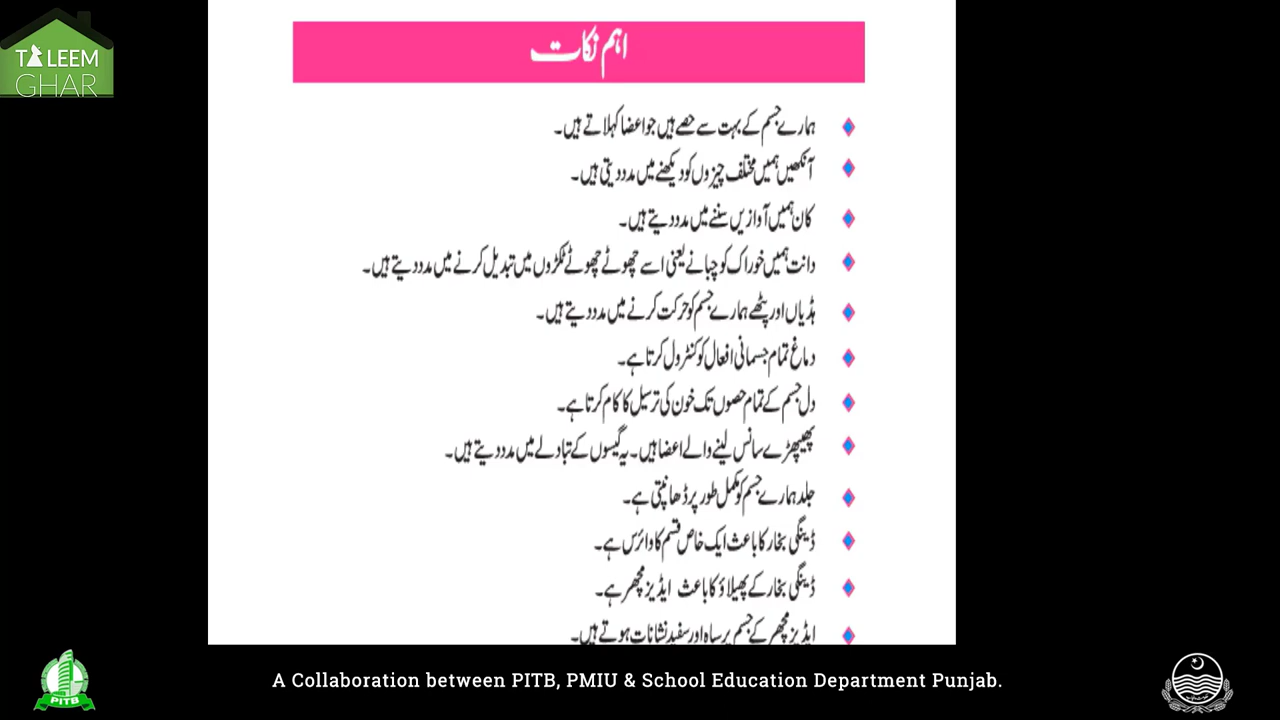 TALEEM
GHAR
اہم نکات
ہمارے جسم کے بہت سے حصے ہیں جو اعضا کہلاتے ہیں۔
آنکھیں ہمیں مختلف چیزوں کو دیکھنے میں مدد دیتی ہیں۔
کان ہمیں آوازیں سننے میں مدد دیتے ہیں۔
دانت ہمیں خوراک کو چبانے یعنی اسے چھوٹے چھوٹے ٹکڑوں میں تبدیل کرنے میں مدد دیتے ہیں۔
ہڈیاں اور پٹھے ہمارے جسم کو حرکت کرنے میں مدد دیتے ہیں۔
دماغ تمام جسمانی افعال کو کنٹرول کرتا ہے۔
دل جسم کے تمام حصوں تک خون کی ترسیل کا کام کرتا ہے۔
پھیپھڑے سانس لینے والے اعضا ہیں۔ یہ گیسوں کے تبادلے میں مدد دیتے ہیں۔
جلد ہمارے جسم کو مکمل طور پر ڈھانپتی ہے۔
ڈینگی بخار کا باعث ایک خاص قسم کا وائرس ہے۔
ڈینگی بخار کے پھیلاؤ کا باعث ایڈیز مچھر ہے۔
ایڈیز مچھر کے جسم پر سیاہ اور سفید نشانات ہوتے ہیں۔
PITB
A Collaboration between PITB, PMIU & School Education Department Punjab.